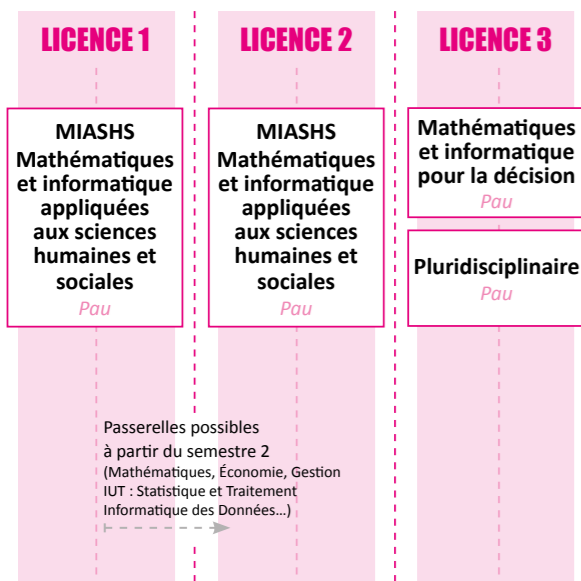 LICENCE 1
LICENCE 2
LICENCE 3
MIASHS
Mathématiques
et informatique
appliquées
aux sciences
humaines et
sociales
Pau
MIASHS
Mathématiques
et informatique
appliquées
aux sciences
humaines et
sociales
Pau
Mathématiques
et informatique
pour la décision
Pau
Pluridisciplinaire
Pau
Passerelles possibles
à partir du semestre 2
(Mathématiques, Économie, Gestion
IUT : Statistique et Traitement
Informatique des Données...)